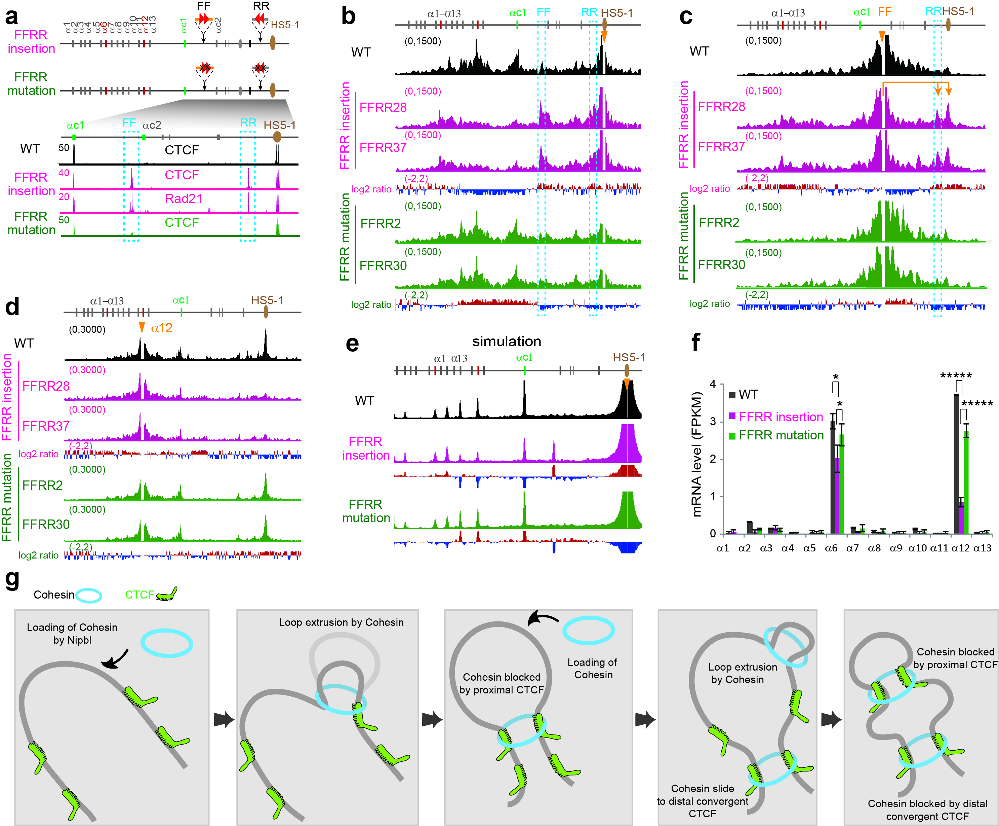 a
FF
RR
α1
α2
α3
α4
α5
α6
α7
α8
α9
α10
α11
α12
α13
αc1
αc2
HS5-1
FFRR
insertion
FFRR
mutation
αc1
FF
αc2
RR
HS5-1
WT
50
CTCF
FFRR
insertion
40
CTCF
20
Rad21
FFRR
mutation
50
CTCF
b
α1–α13
αc1
FF
RR
HS5-1
WT
(0,1500)
FFRR insertion
(0,1500)
FFRR28
(0,1500)
FFRR37
(-2,2)
log2 ratio
FFRR mutation
(0,1500)
FFRR2
(0,1500)
FFRR30
(-2,2)
log2 ratio
c
α1–α13
αc1
FF
RR
HS5-1
WT
(0,1500)
FFRR insertion
(0,1500)
FFRR28
(0,1500)
FFRR37
(-2,2)
log2 ratio
FFRR mutation
(0,1500)
FFRR2
(0,1500)
FFRR30
(-2,2)
log2 ratio
d
α1–α13
αc1
HS5-1
(0,3000)
α12
WT
FFRR insertion
(0,3000)
FFRR28
(0,3000)
FFRR37
(-2,2)
log2 ratio
FFRR mutation
(0,3000)
FFRR2
(0,3000)
FFRR30
(-2,2)
log2 ratio
e
simulation
α1–α13
αc1
HS5-1
WT
FFRR
insertion
FFRR
mutation
f
mRNA level (FPKM)
4
3
2
1
0
WT
FFRR insertion
FFRR mutation
*
*
*****
*****
α1 α2 α3 α4 α5 α6 α7 α8 α9 α10 α11 α12 α13
g
Cohesin
CTCF
Loading of Cohesin
by Nipbl
Loop extrusion by Cohesin
Cohesin blocked
by proximal CTCF
Loading of
Cohesin
Loop extrusion
by Cohesin
Cohesin slide
to distal convergent
CTCF
Cohesin blocked
by proximal CTCF
Cohesin blocked by distal
convergent CTCF